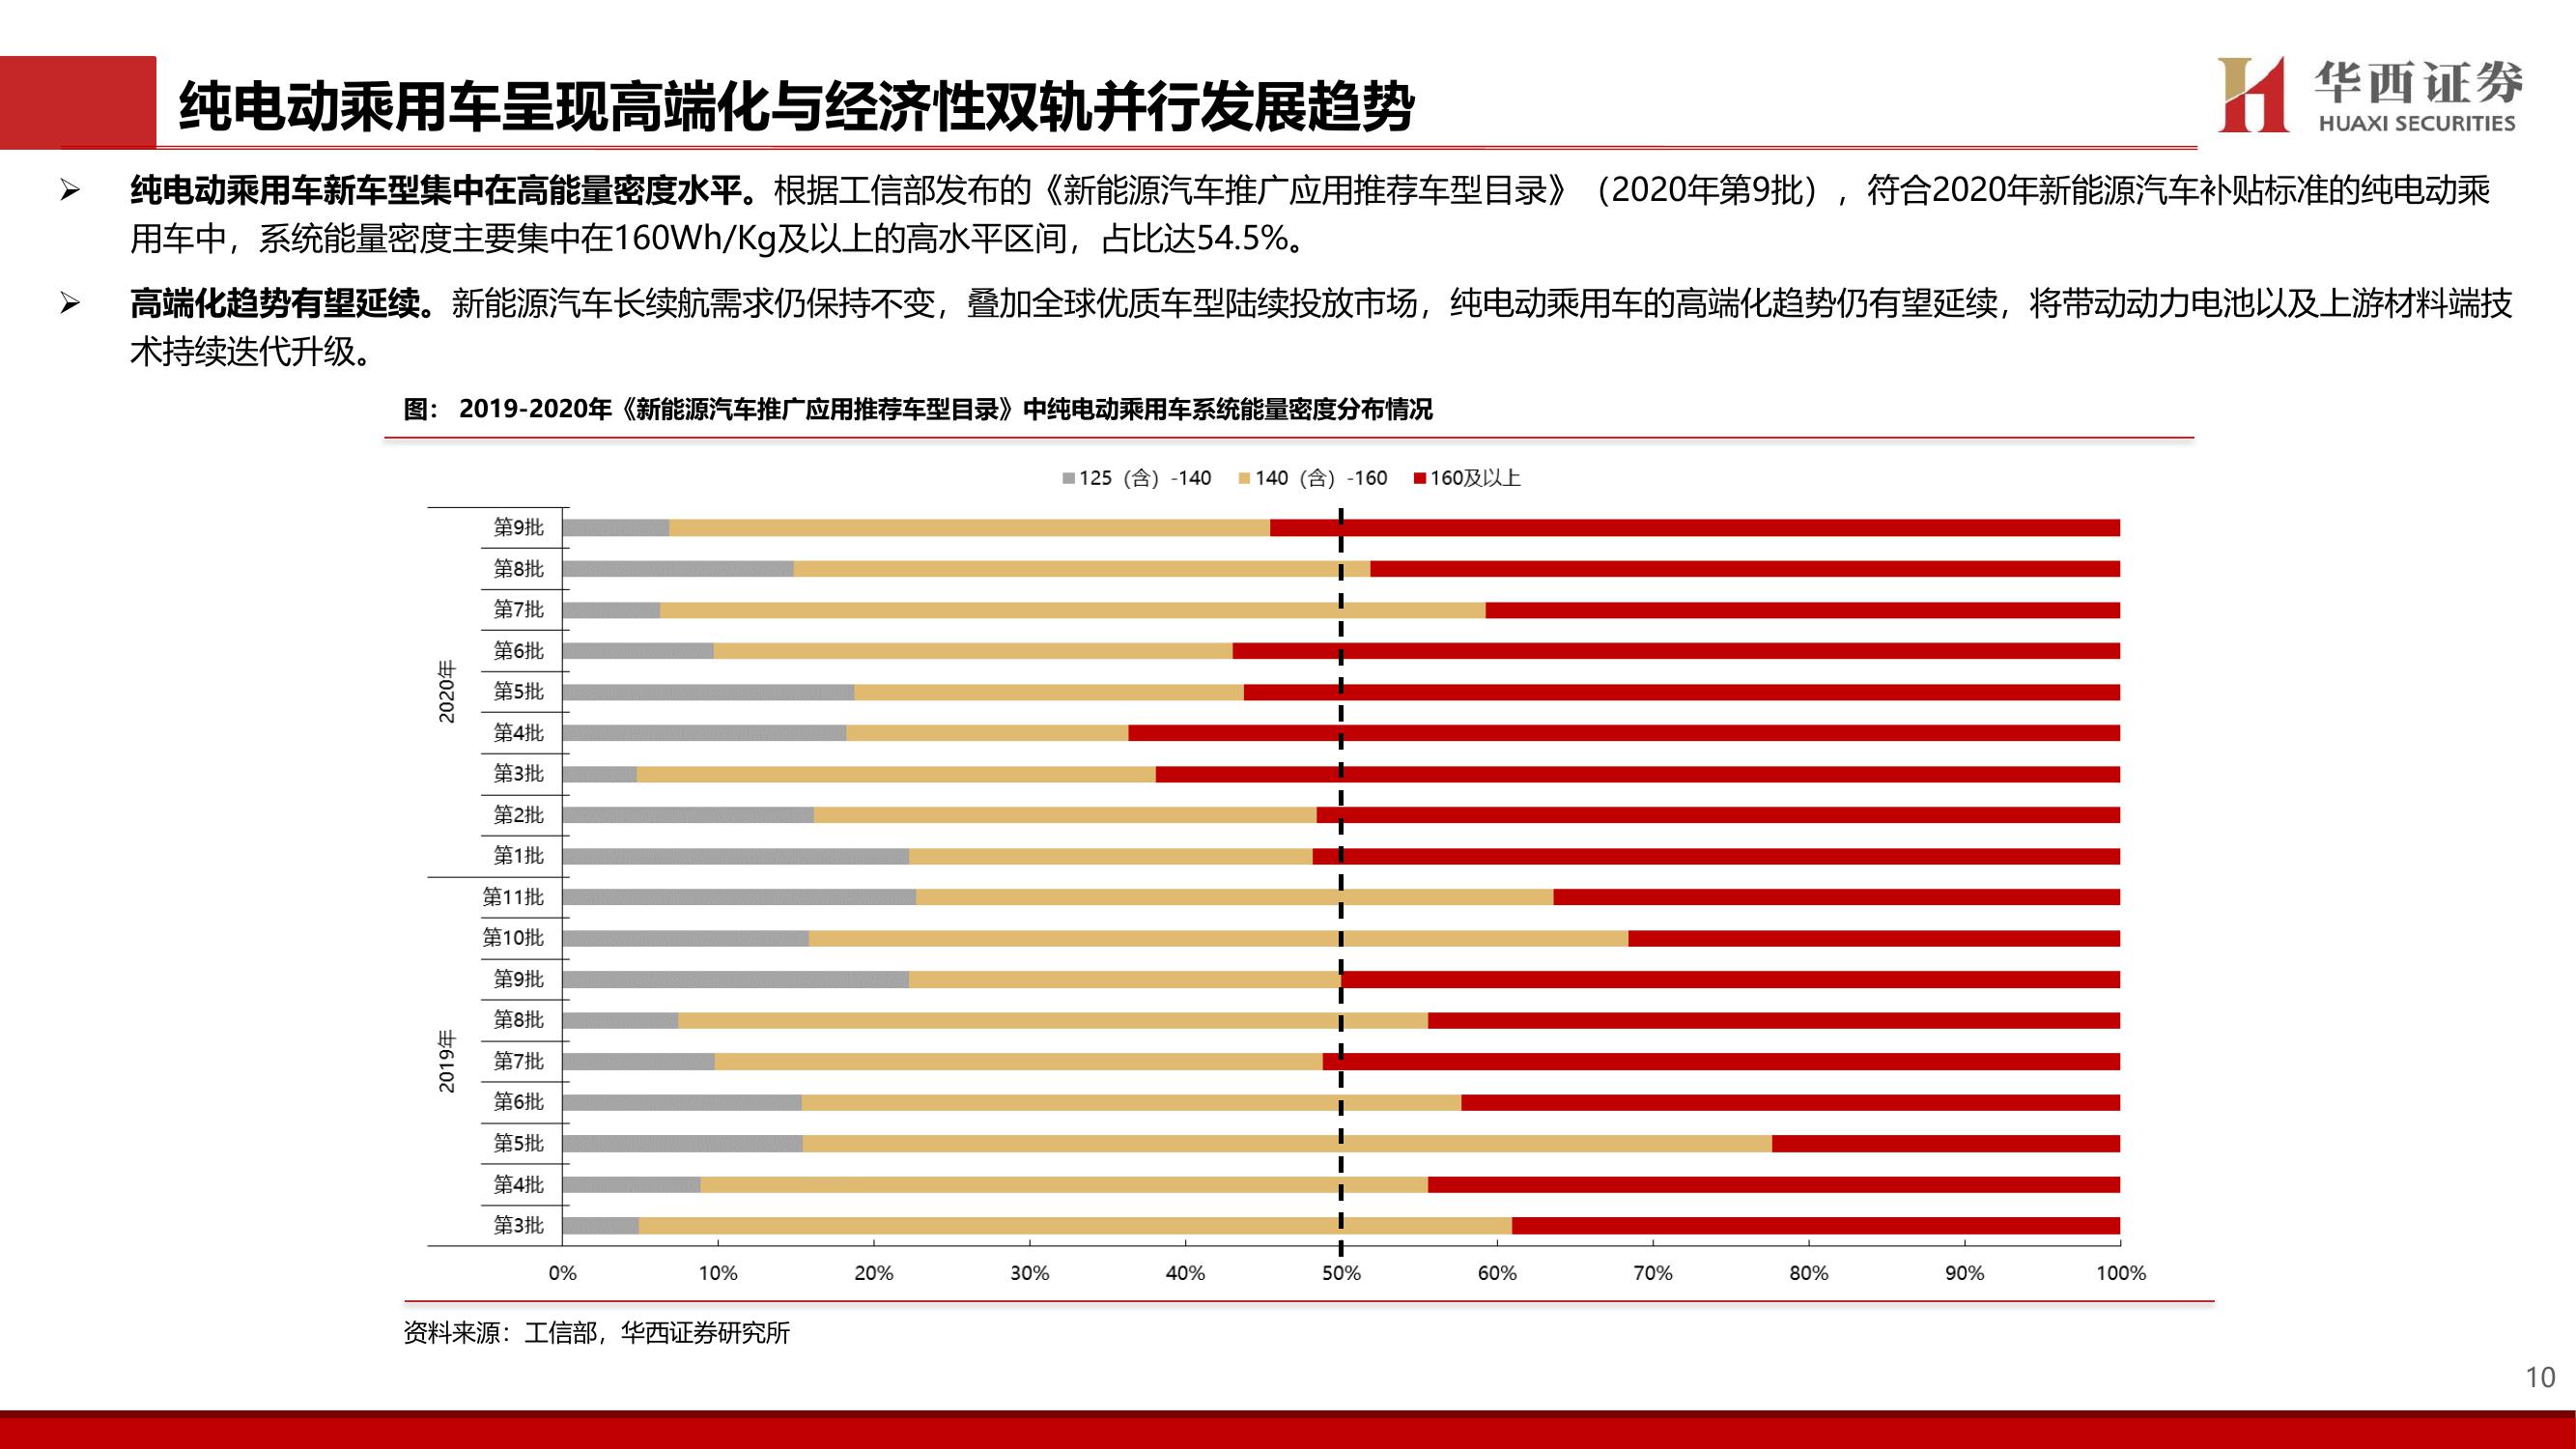 纯电动乘用车呈现高端化与经济性双轨并行发展趋势
华西证券
HUAXI SECURITIES
纯电动乘用车新车型集中在高能量密度水平。根据工信部发布的《新能源汽车推广应用推荐车型目录》（2020年第9批），符合2020年新能源汽车补贴标准的纯电动乘
用车中，系统能量密度主要集中在160Wh/Kg及以上的高水平区间，占比达54.5%。
高端化趋势有望延续。新能源汽车长续航需求仍保持不变，叠加全球优质车型陆续投放市场，纯电动乘用车的高端化趋势仍有望延续，将带动动力电池以及上游材料端技
术持续迭代升级。
图： 2019-2020年《新能源汽车推广应用推荐车型目录》中纯电动乘用车系统能量密度分布情况
125（含）-140 140（含）-160 160及以上
2020年
第9批
第8批
第7批
第6批
第5批
第4批
第3批
第2批
第1批
2019年
第11批
第10批
第9批
第8批
第7批
第6批
第5批
第4批
第3批
0% 10% 20% 30% 40% 50% 60% 70% 80% 90% 100%
资料来源：工信部，华西证券研究所
10